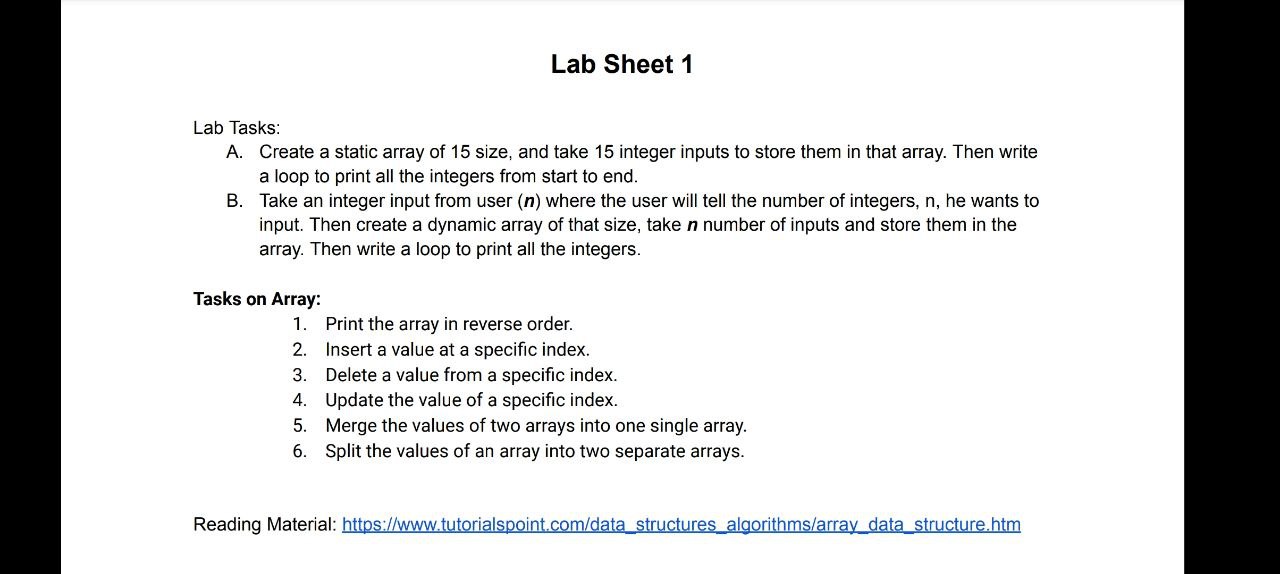 Lab Sheet 1
Lab Tasks:
A. Create a static array of 15 size, and take 15 integer inputs to store them in that array. Then write
a loop to print all the integers from start to end.
B. Take an integer input from user (n) where the user will tell the number of integers, n, he wants to
input. Then create a dynamic array of that size, take n number of inputs and store them in the
array. Then write a loop to print all the integers.
Tasks on Array:
1. Print the array in reverse order.
2. Insert a value at a specific index.
3. Delete a value from a specific index.
4. Update the value of a specific index.
5. Merge the values of two arrays into one single array.
6. Split the values of an array into two separate arrays.
Reading Material: https://www.tutorialspoint.com/data_structures_algorithms/array_data_structure.htm